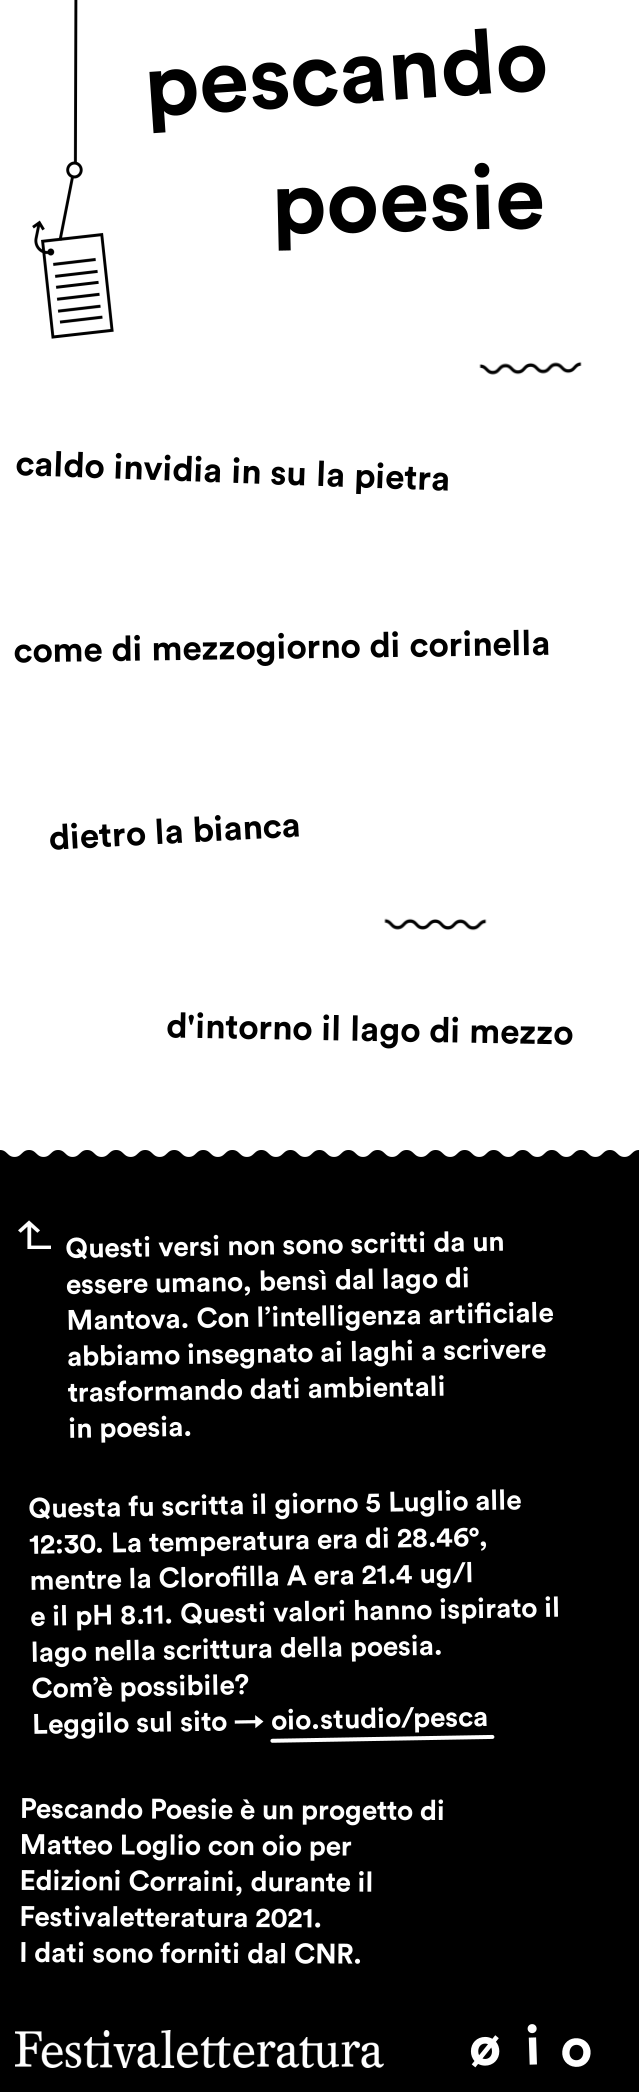 pescando
poesie
caldo invidia in su la pietra
come di mezzogiorno di corinella
dietro la bianca
d'intorno il lago di mezzo
Questi versi non sono scritti da un
essere umano, bensì dal lago di
Mantova. Con l’intelligenza artificiale
abbiamo insegnato ai laghi a scrivere
trasformando dati ambientali
in poesia.
Questa fu scritta il giorno 5 Luglio alle
12:30. La temperatura era di 28.46°,
mentre la Clorofilla A era 21.4 ug/l
e il pH 8.11. Questi valori hanno ispirato il
lago nella scrittura della poesia.
Com’è possibile?
Leggilo sul sito → oio.studio/pesca
Pescando Poesie è un progetto di
Matteo Loglio con oio per
Edizioni Corraini, durante il
Festivaletteratura 2021.
I dati sono forniti dal CNR.
Festivaletteratura ø i o